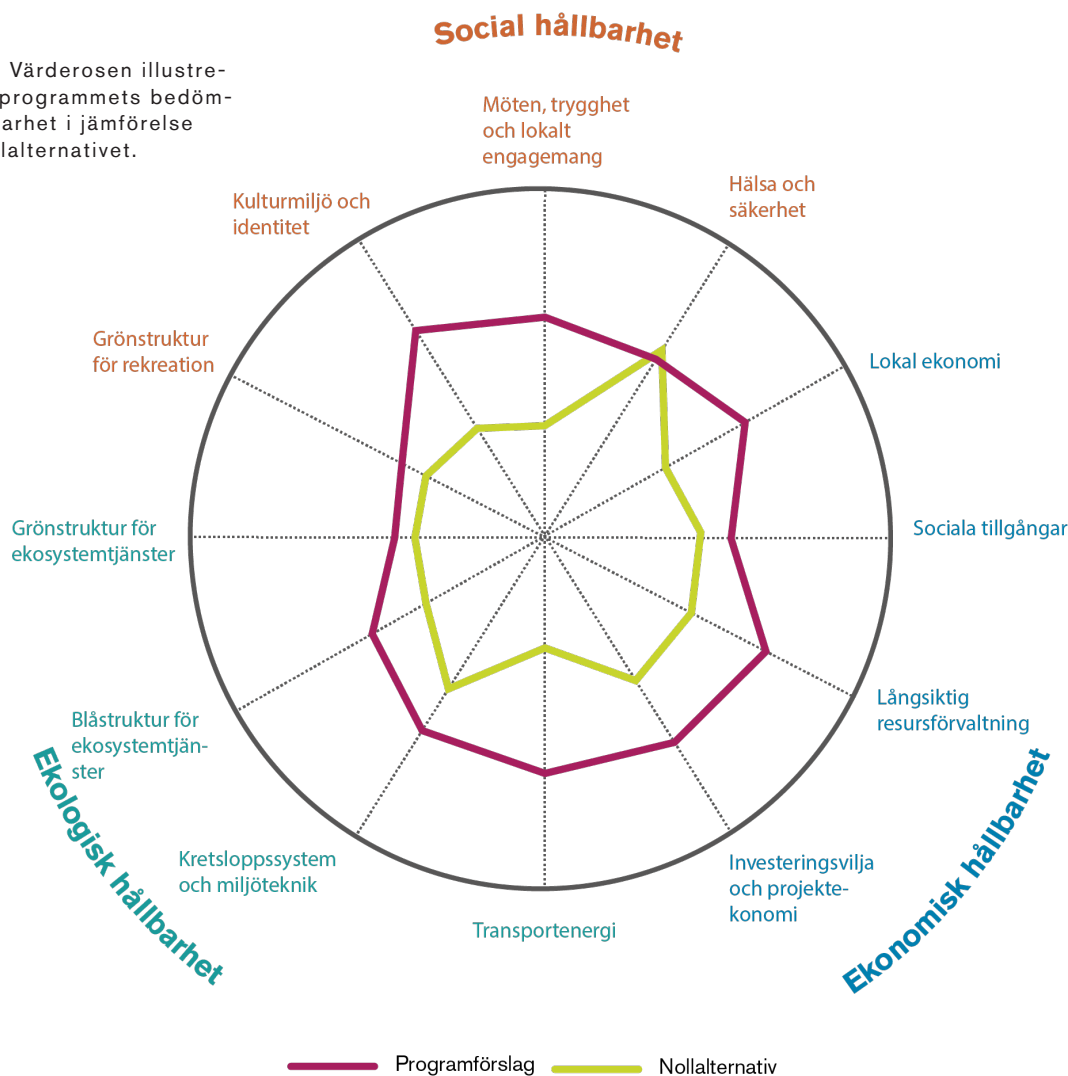 Social hållbarhet
Värderosen illustre-
programmets bedöm-
arhet i jämförelse
lalternativet.
Möten, trygghet
och lokalt
engagemang
Hälsa och
säkerhet
Kulturmiljö och
identitet
Grönstruktur
för rekreation
Lokal ekonomi
Grönstruktur för
ekosystemtjänster
Sociala tillgångar
Långsiktig
resursförvaltning
Blåstruktur för
ekosystemtjän-
ster
Ekologisk hållbarhet
Ekonomisk hållbarhet
Kretsloppssystem
och miljöteknik
Investeringsvilja
och projekte-
konomi
Transportenergi
Programförslag
Nollalternativ